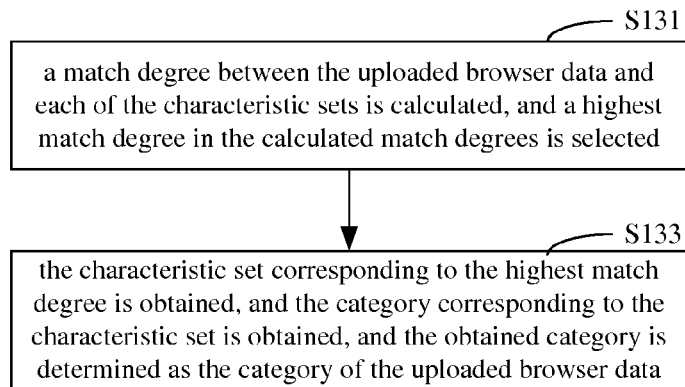 S131
a match degree between the uploaded browser data and
each of the characteristic sets is calculated, and a highest
match degree in the calculated match degrees is selected
S133
the characteristic set corresponding to the highest match
degree is obtained, and the category corresponding to the
characteristic set is obtained, and the obtained category is
determined as the category of the uploaded browser data